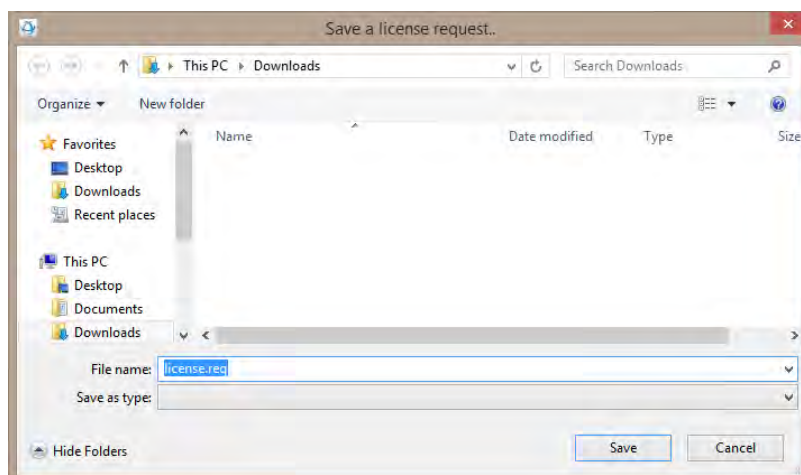 Save a license request..
This PC Downloads Search Downloads
Organize New folder
Name Date modified Type Size
Favorites
Desktop
Downloads
Recent places
This PC
Desktop
Documents
Downloads
File name: license.req
Save as type:
Hide Folders Save Cancel